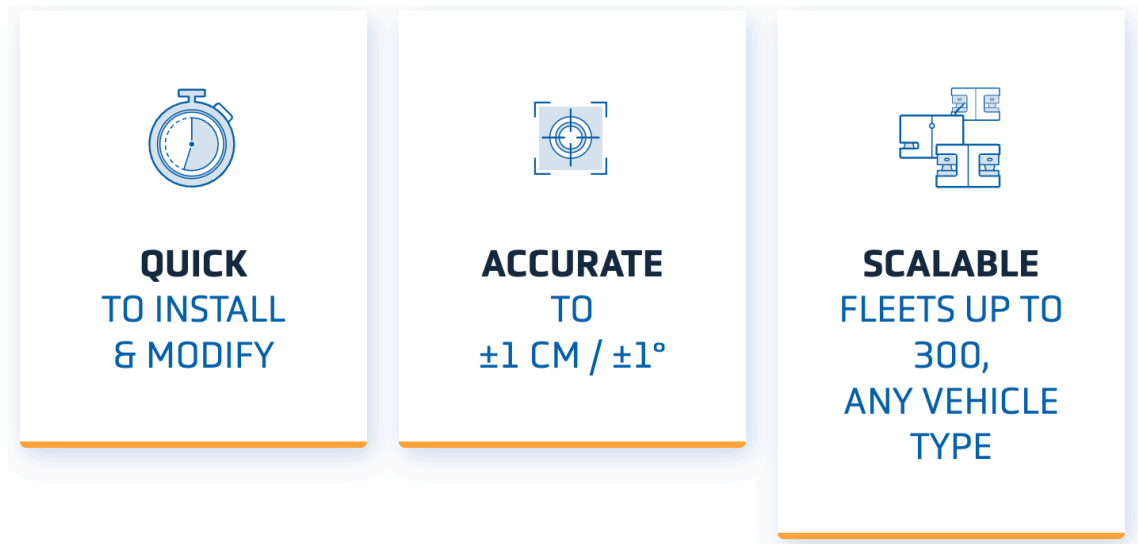 QUICK
TO INSTALL
& MODIFY
ACCURATE
TO
±1 CM / ±1°
SCALABLE
FLEETS UP TO
300,
ANY VEHICLE
TYPE